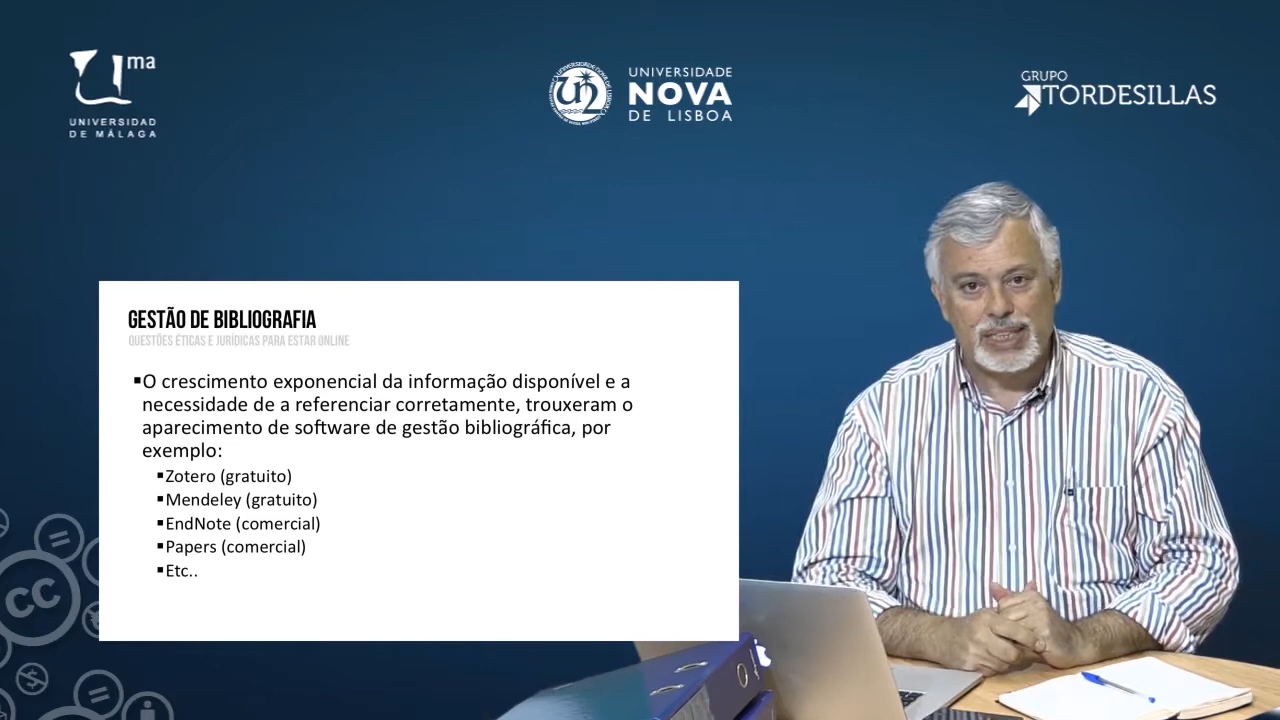 ma
UNIVERSIDAD
DE MÁLAGA
UNIVERSIDADE
NOVA
DE LISBOA
GRUPO
TORDESILLAS
GESTÃO DE BIBLIOGRAFIA
QUESTÕES ÉTICAS E JURÍDICAS PARA ESTAR ONLINE
▪O crescimento exponencial da informação disponível e a
necessidade de a referenciar corretamente, trouxeram o
aparecimento de software de gestão bibliográfica, por
exemplo:
▪Zotero (gratuito)
▪Mendeley (gratuito)
▪EndNote (comercial)
▪Papers (comercial)
▪Etc..
CC